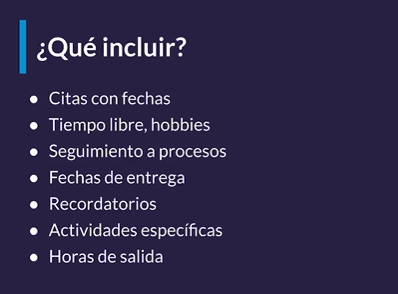 ¿Qué incluir?
● Citas con fechas
● Tiempo libre, hobbies
● Seguimiento a procesos
● Fechas de entrega
● Recordatorios
● Actividades específicas
● Horas de salida